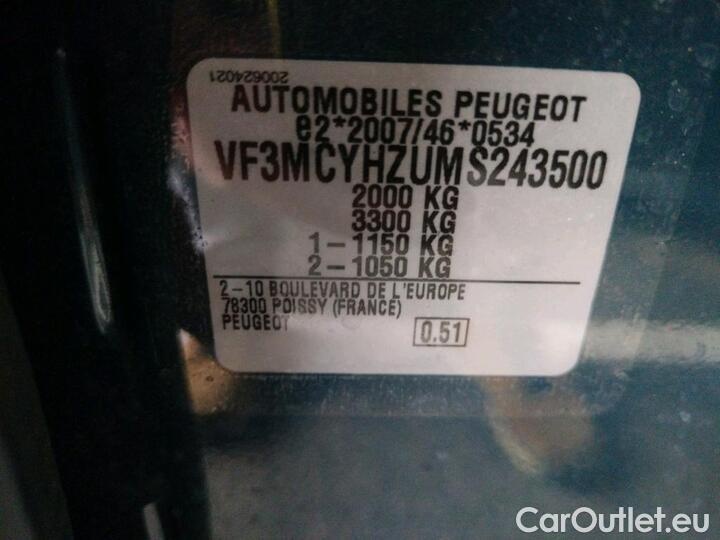 200624021
AUTOMOBILES PEUGEOT
e2*2007/46*0534
VF3MCYHZUMS243500
2000 KG
3300 KG
1-1150 KG
2-1050 KG
2-10 BOULEVARD DE L'EUROPE
78300 POISSY (FRANCE)
PEUGEOT
0.51
CarOutlet.eu